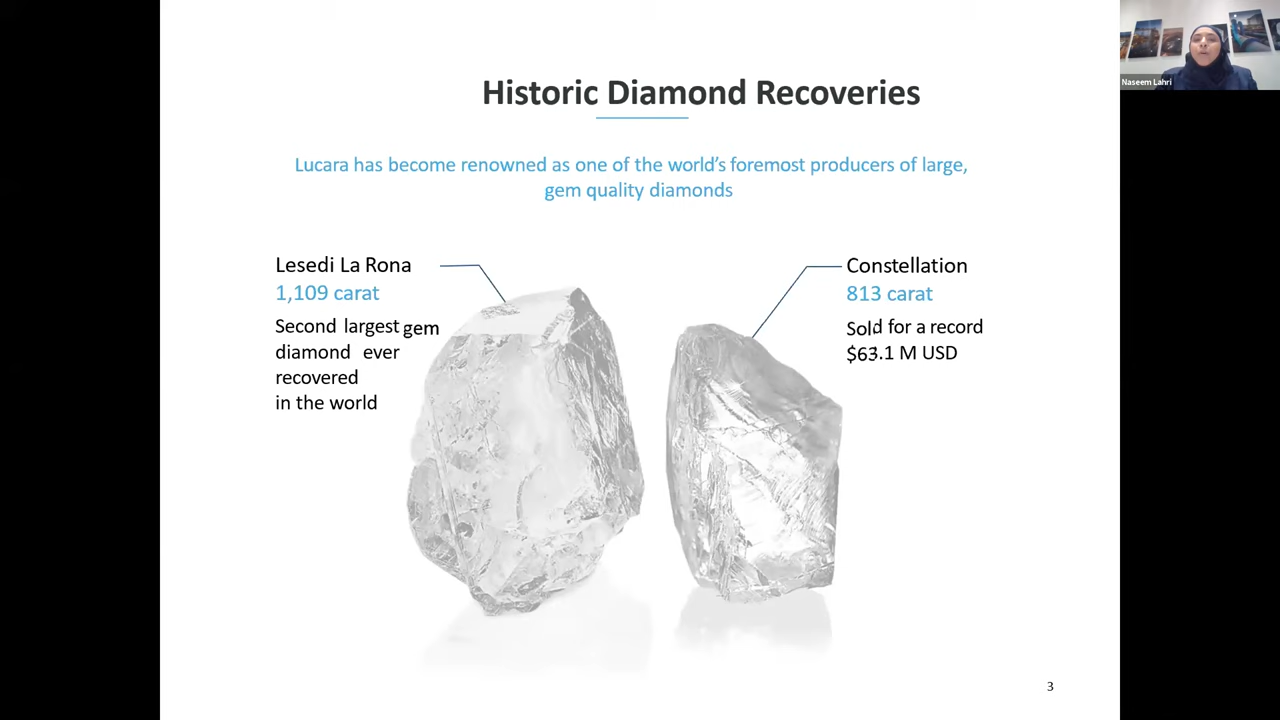 Historic Diamond Recoveries
Lucara has become renowned as one of the world's foremost producers of large,
gem quality diamonds
Lesedi La Rona
1,109 carat
Second largest gem
diamond ever
recovered
in the world
Constellation
813 carat
Sold for a record
$63.1 M USD
Naseem Lahri
3